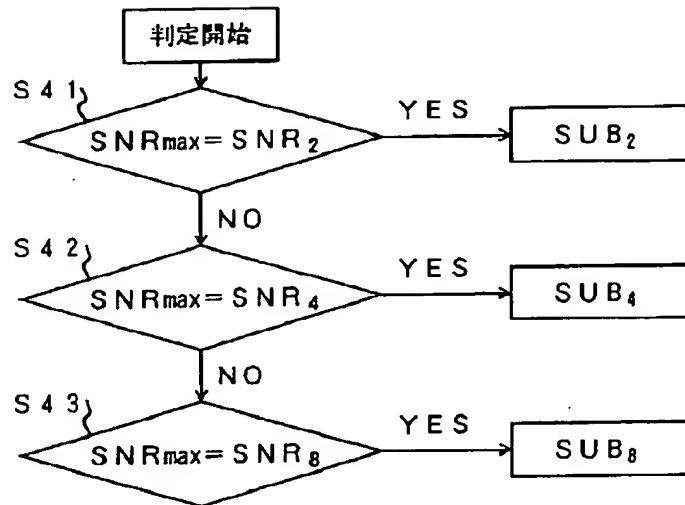 判定開始
S41
SNRmax=SNR₂
YES
SUB₂
NO
S42
SNRmax=SNR₄
YES
SUB₄
NO
S43
SNRmax=SNR₈
YES
SUB₈